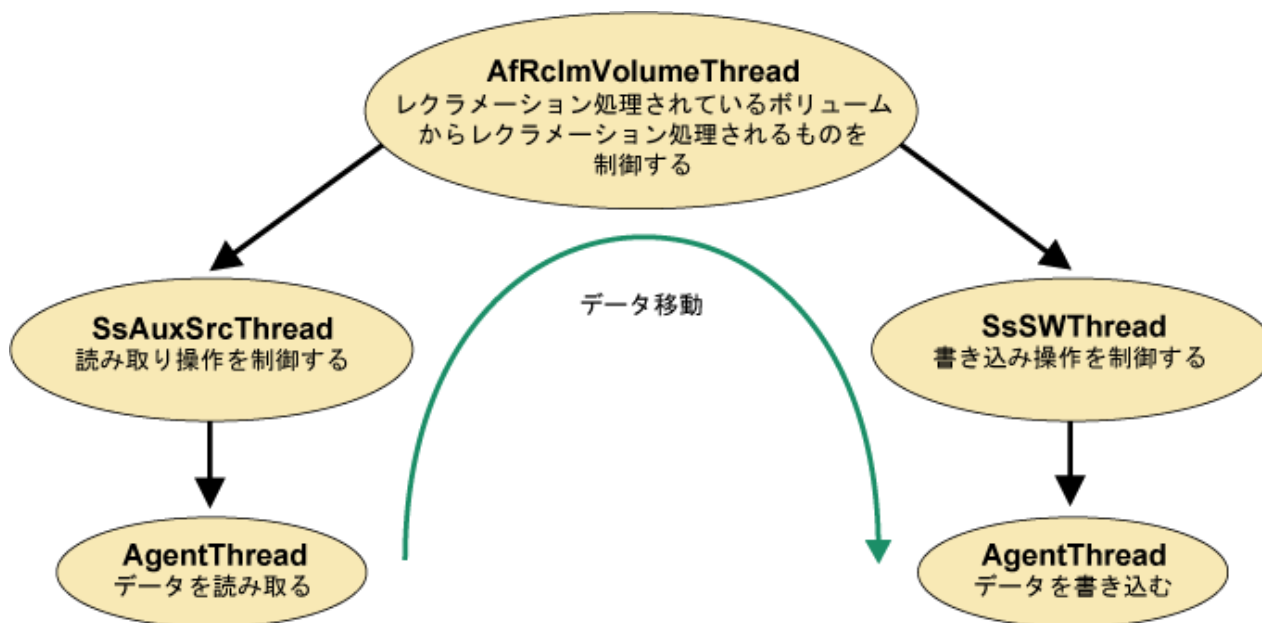 AfRclmVolumeThread
レクラメーション処理されているボリューム
からレクラメーション処理されるものを
制御する
データ移動
SsAuxSrcThread
読み取り操作を制御する
SsSWThread
書き込み操作を制御する
AgentThread
データを読み取る
AgentThread
データを書き込む